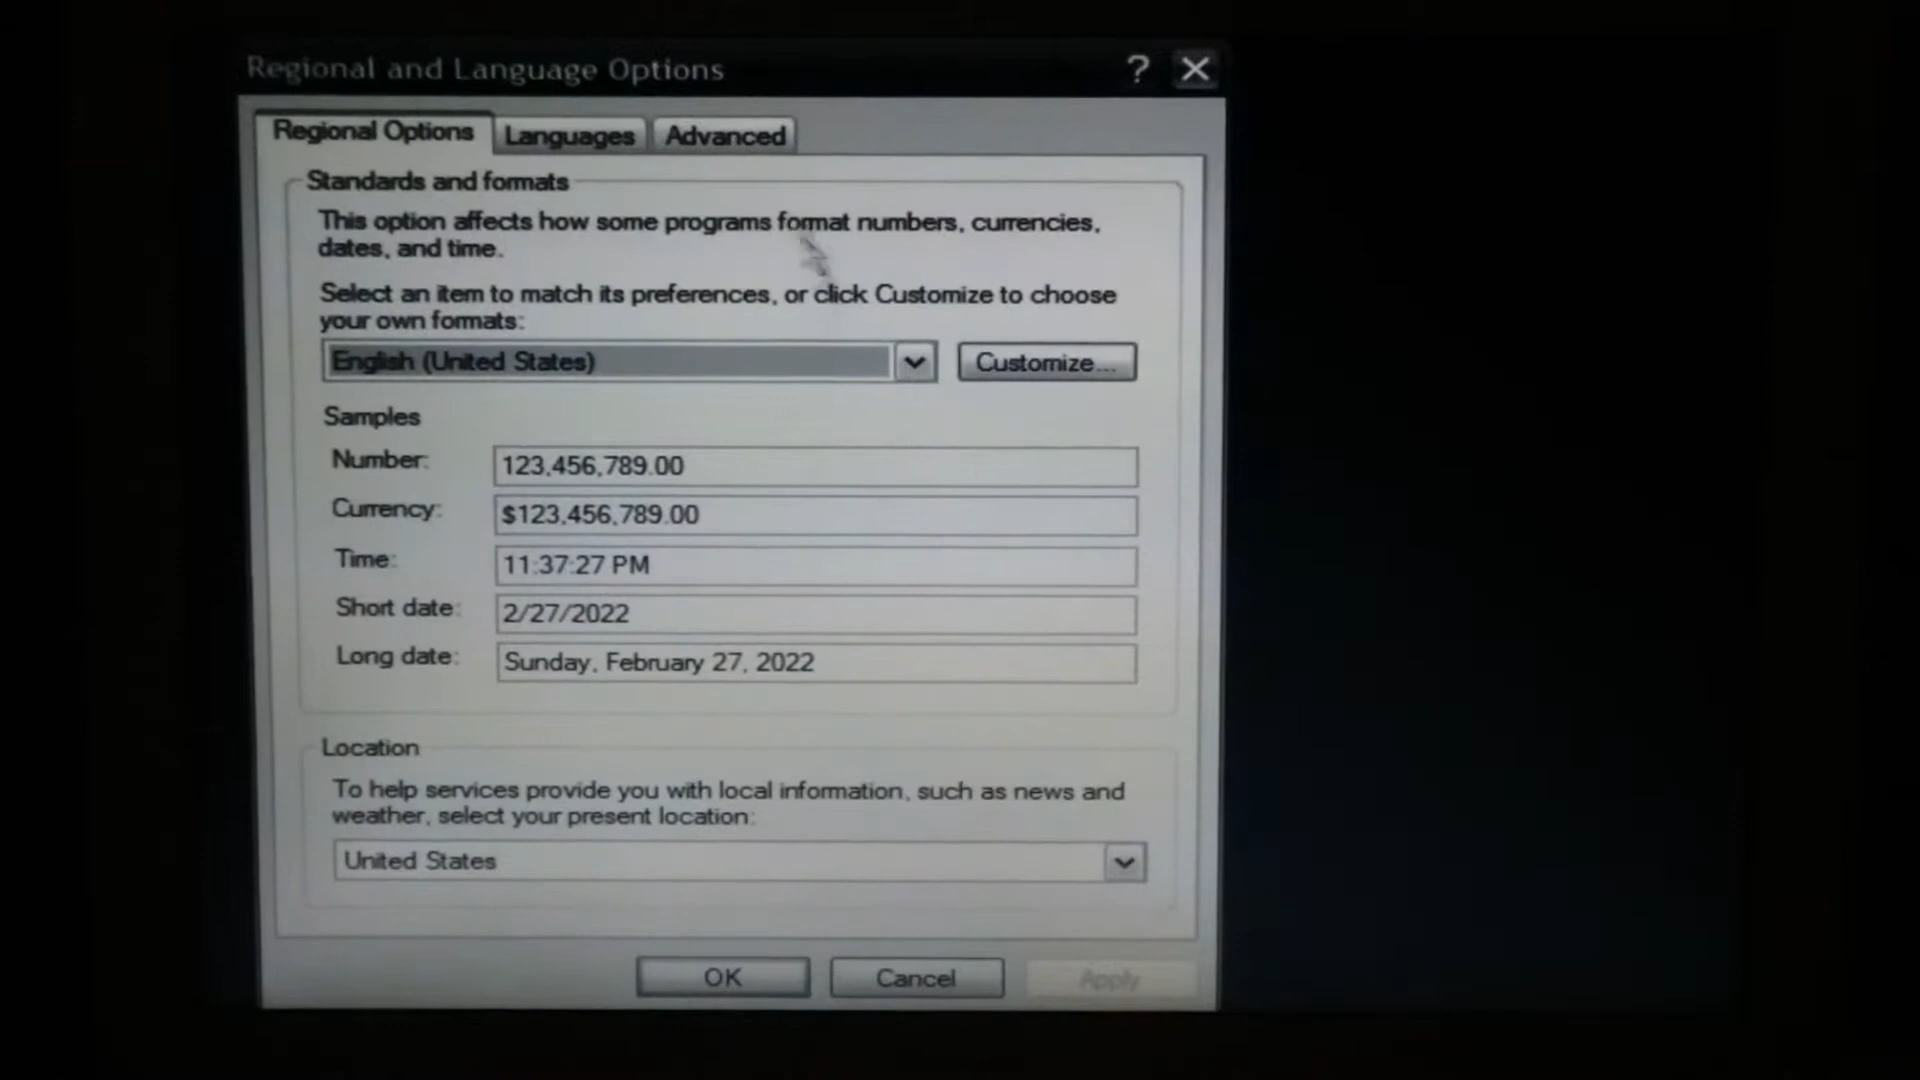 Regional and Language Options
?
Regional Options Languages Advanced
Standards and formats
This option affects how some programs format numbers, currencies,
dates, and time.
Select an item to match its preferences, or click Customize to choose
your own formats:
English (United States) Customize...
Samples
Number: 123,456,789.00
Currency: $123,456,789.00
Time: 11:37:27 PM
Short date: 2/27/2022
Long date: Sunday, February 27, 2022
Location
To help services provide you with local information, such as news and
weather, select your present location:
United States
OK Cancel Apply